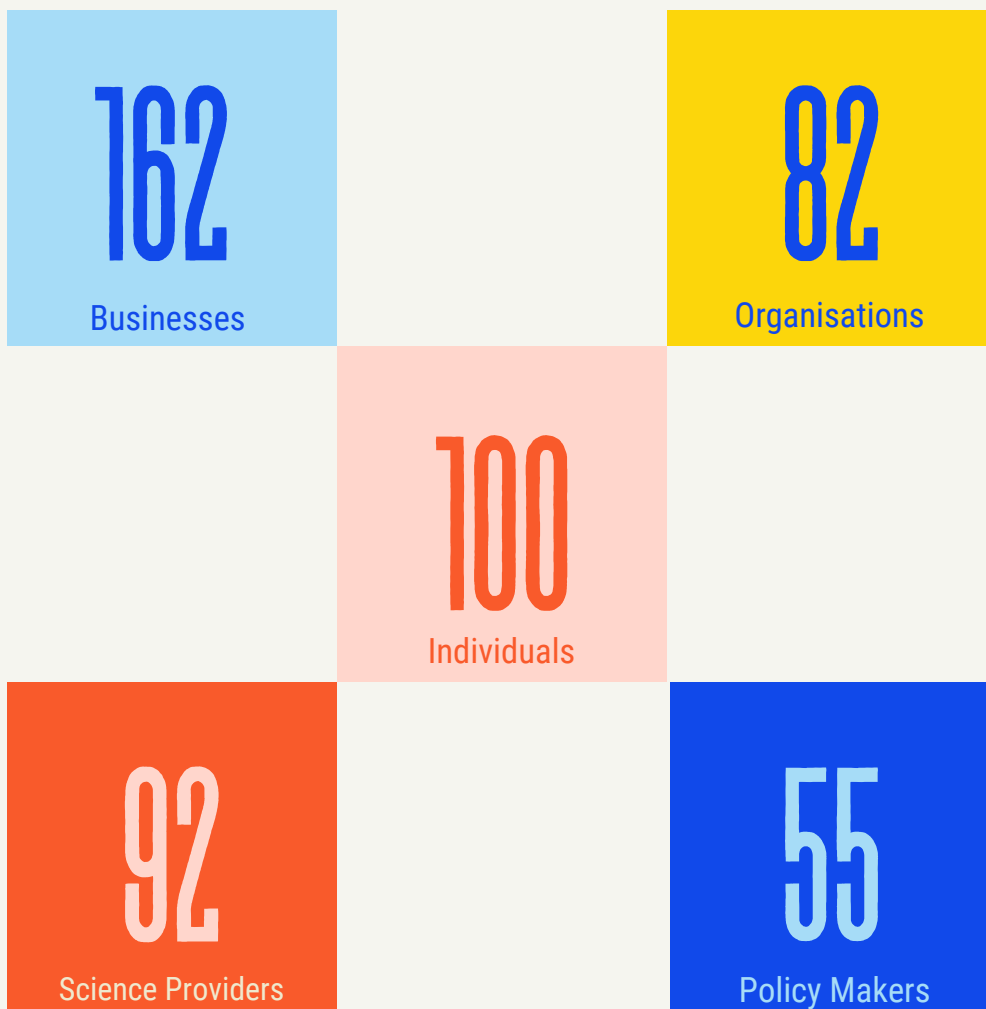 162
Businesses
82
Organisations
100
Individuals
92
Science Providers
55
Policy Makers